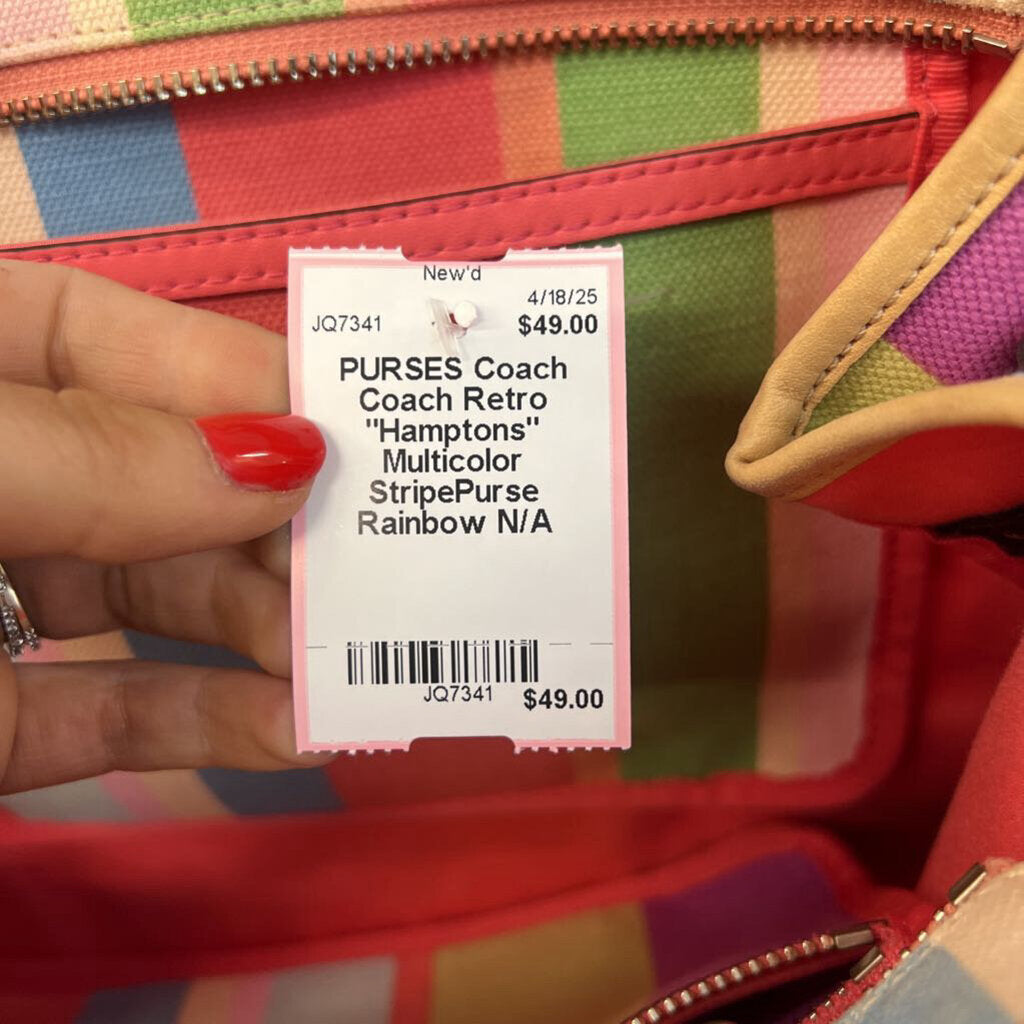 New'd
4/18/25
JQ7341 $49.00
PURSES Coach
Coach Retro
"Hamptons"
Multicolor
StripePurse
Rainbow N/A
JQ7341 $49.00